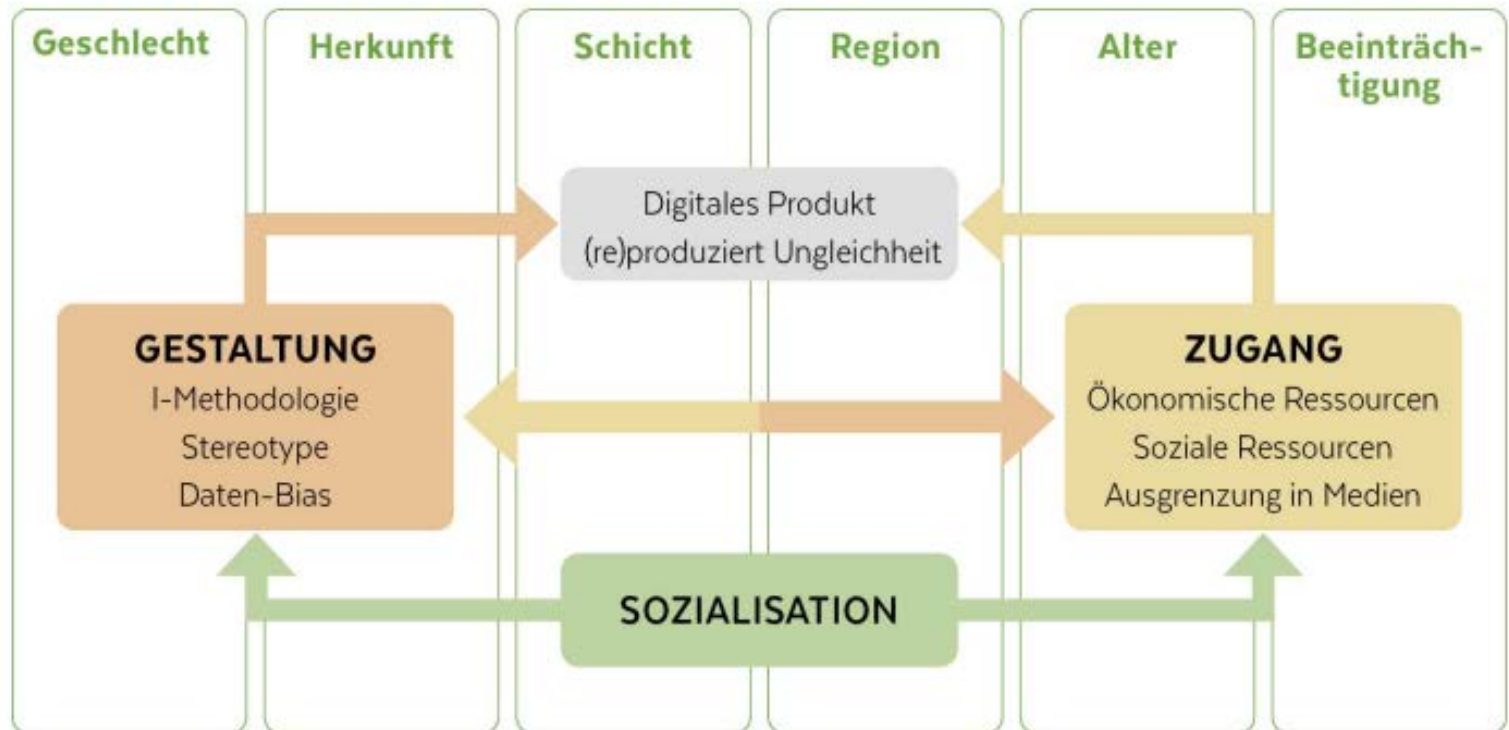 Geschlecht
Herkunft
Schicht
Region
Alter
Beeinträch-
tigung
Digitales Produkt
(re)produziert Ungleichheit
GESTALTUNG
I-Methodologie
Stereotype
Daten-Bias
ZUGANG
Ökonomische Ressourcen
Soziale Ressourcen
Ausgrenzung in Medien
SOZIALISATION